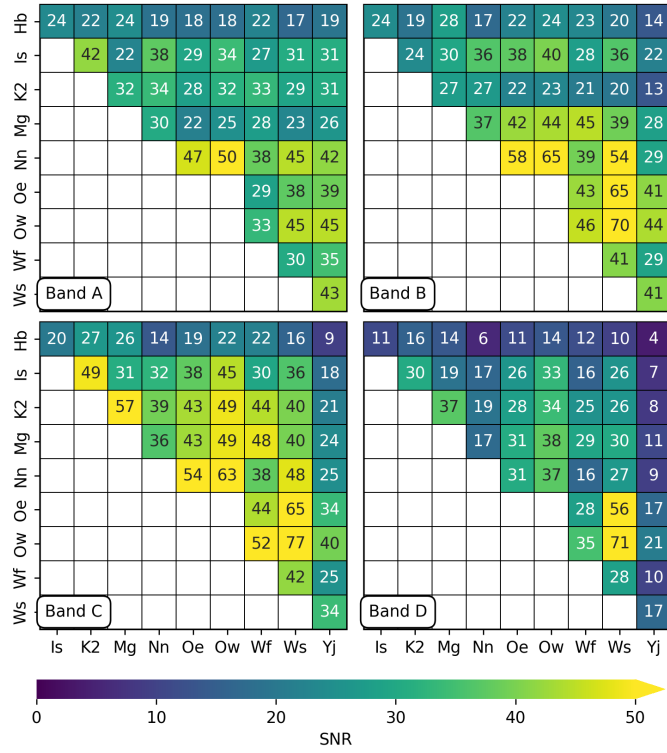 Hb 24 22 24 19 18 18 22 17 19
Is 42 22 38 29 34 27 31 31
K2 32 34 28 32 33 29 31
Mg 30 22 25 28 23 26
Nn 47 50 38 45 42
Oe 29 38 39
Ow 33 45 45
Wf 30 35
Ws 43
Band A
24 19 28 17 22 24 23 20 14
24 30 36 38 40 28 36 22
27 27 22 23 21 20 13
37 42 44 45 39 28
58 65 39 54 29
43 65 41
46 70 44
41 29
41
Band B
Hb 20 27 26 14 19 22 22 16 9
Is 49 31 32 38 45 30 36 18
K2 57 39 43 49 44 40 21
Mg 36 43 49 48 40 24
Nn 54 63 38 48 25
Oe 44 65 34
Ow 52 77 40
Wf 42 25
Ws 34
Band C
Is K2 Mg Nn Oe Ow Wf Ws Yj
11 16 14 6 11 14 12 10 4
30 19 17 26 33 16 26 7
37 19 28 34 25 26 8
17 31 38 29 30 11
31 37 16 27 9
28 56 17
35 71 21
28 10
17
Band D
Is K2 Mg Nn Oe Ow Wf Ws Yj
0 10 20 30 40 50
SNR